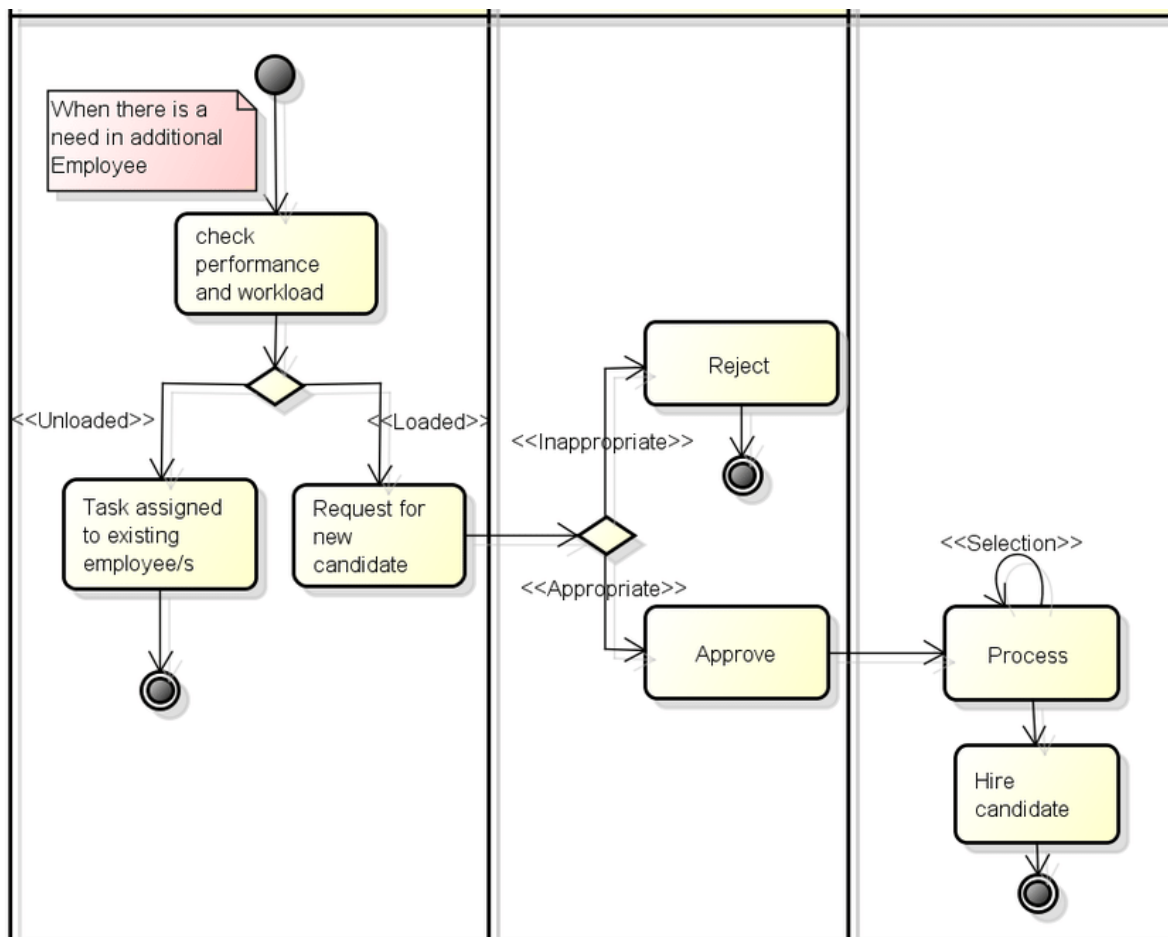 When there is a
need in additional
Employee
check
performance
and workload
<<Unloaded>>
<<Loaded>>
Task assigned
to existing
employee/s
Request for
new
candidate
Reject
<<Inappropriate>>
<<Appropriate>>
Approve
<<Selection>>
Process
Hire
candidate